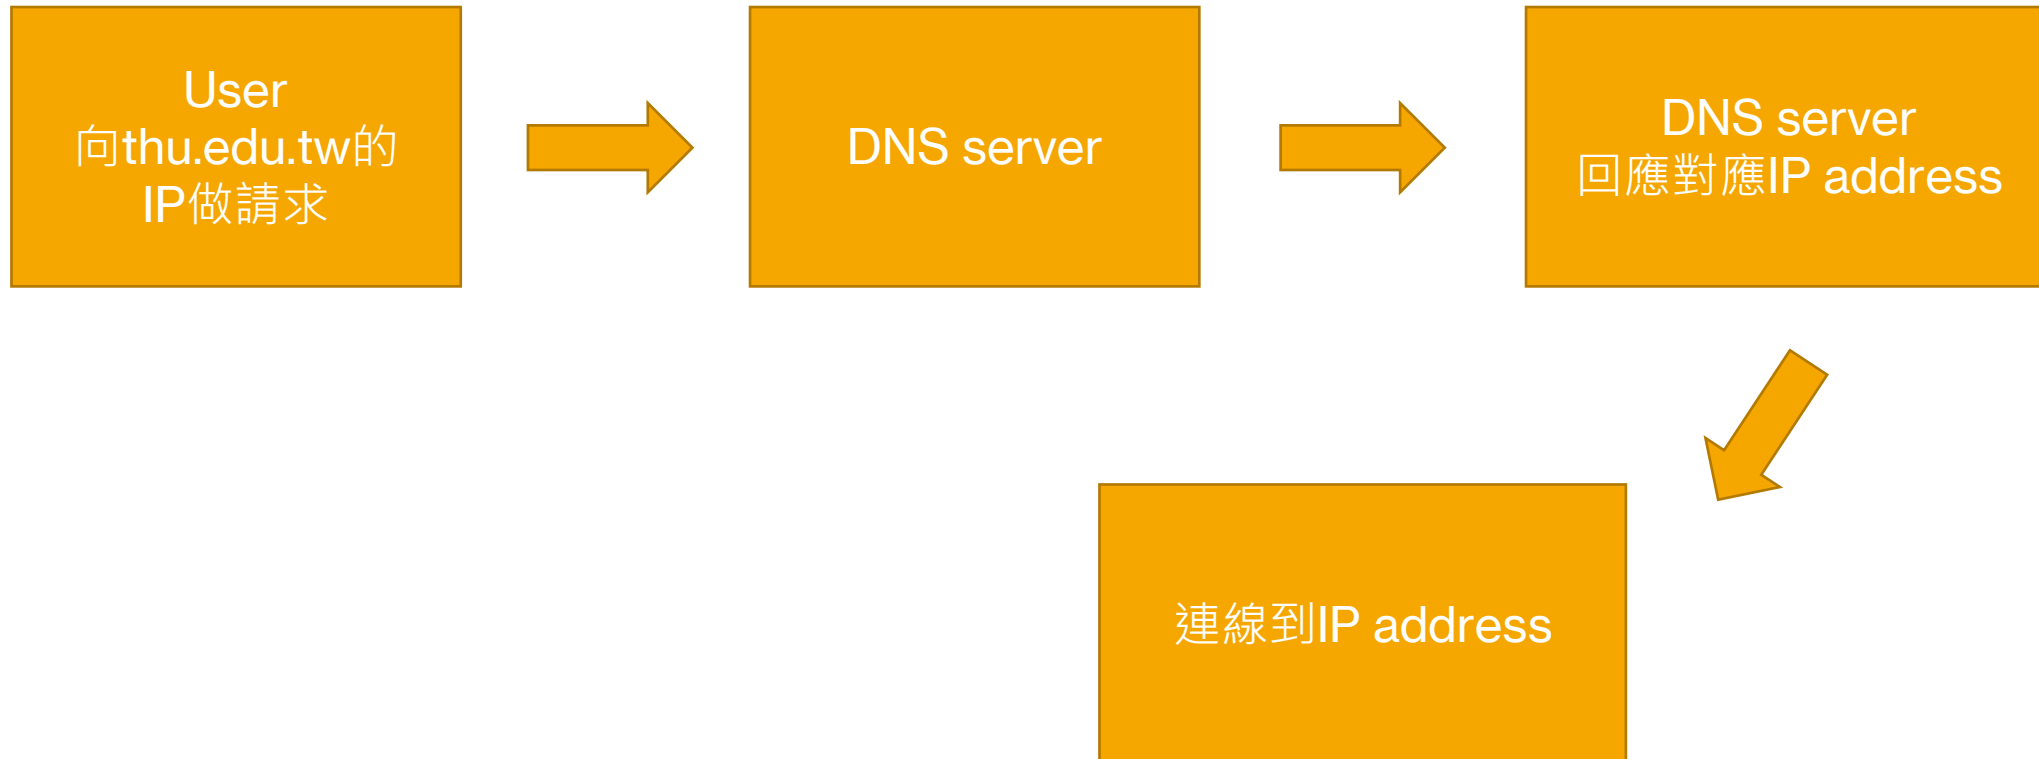 User
向thu.edu.tw的
IP做請求
DNS server
DNS server
回應對應IP address
連線到IP address